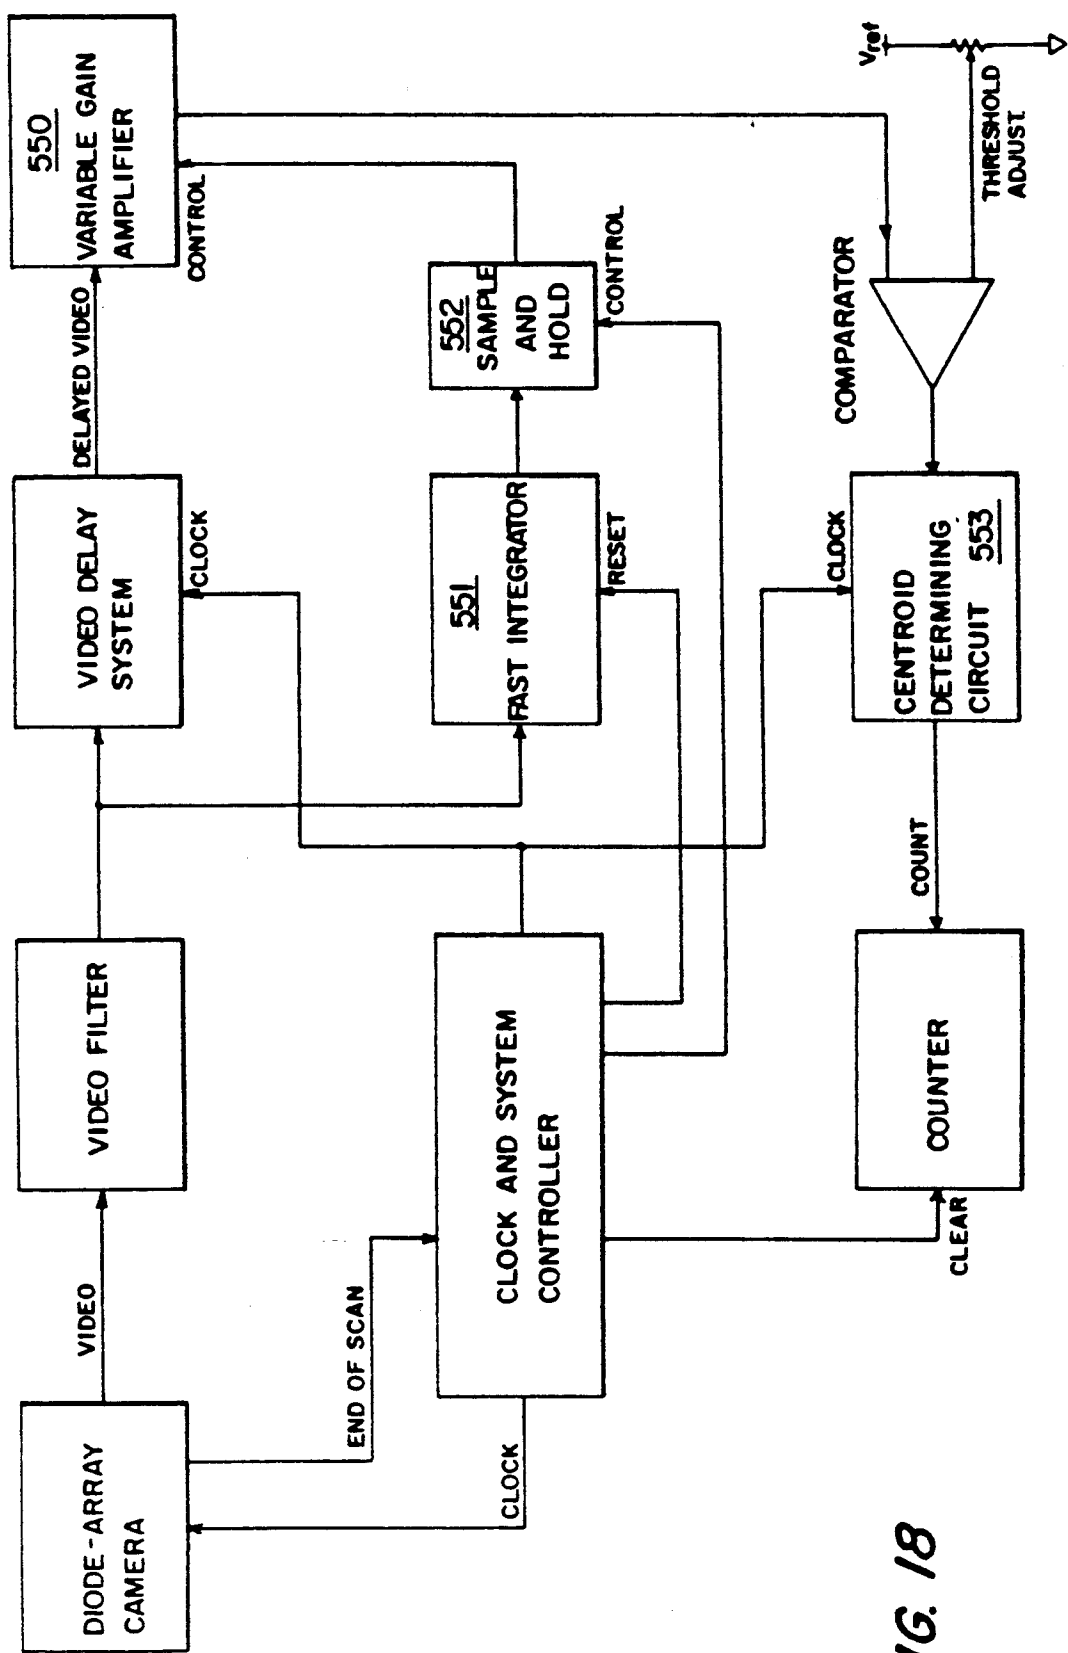 DIODE-ARRAY
CAMERA
VIDEO
VIDEO FILTER
VIDEO DELAY
SYSTEM
CLOCK
DELAYED VIDEO
550
VARIABLE GAIN
AMPLIFIER
CONTROL
END OF SCAN
CLOCK
CLOCK AND SYSTEM
CONTROLLER
551
FAST INTEGRATOR
RESET
552
SAMPLE
AND
HOLD
CONTROL
CLEAR
COUNTER
COUNT
CLOCK
CENTROID
DETERMINING
CIRCUIT 553
COMPARATOR
Vref
THRESHOLD
ADJUST.
IG. 18